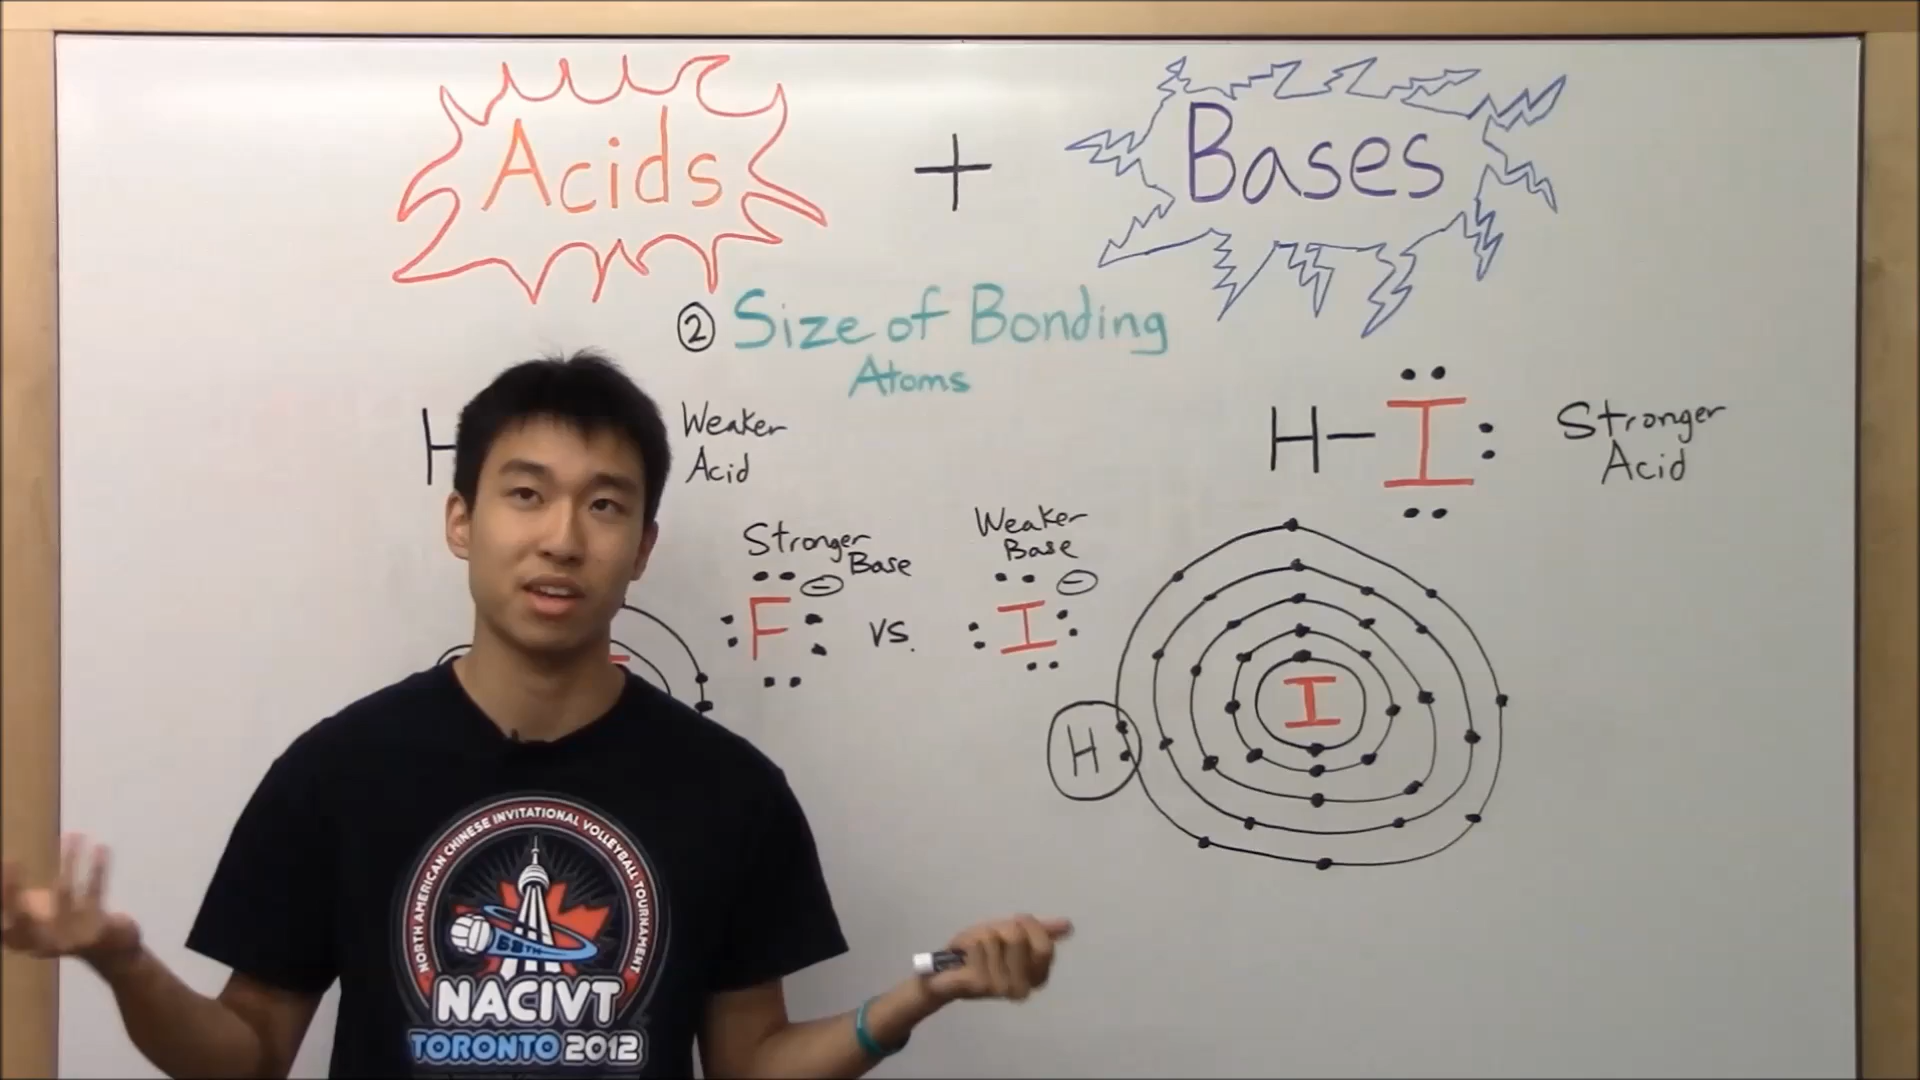 Acids + Bases
② Size of Bonding
Atoms
H
Weaker
Acid
H-I
Stronger
Acid
Stronger
Base
F ⊖
vs.
Weaker
Base
I ⊖
H
I
NORTH AMERICAN CHINESE INVITATIONAL VOLLEYBALL TOURNAMENT
68TH
NACIVT
TORONTO 2012